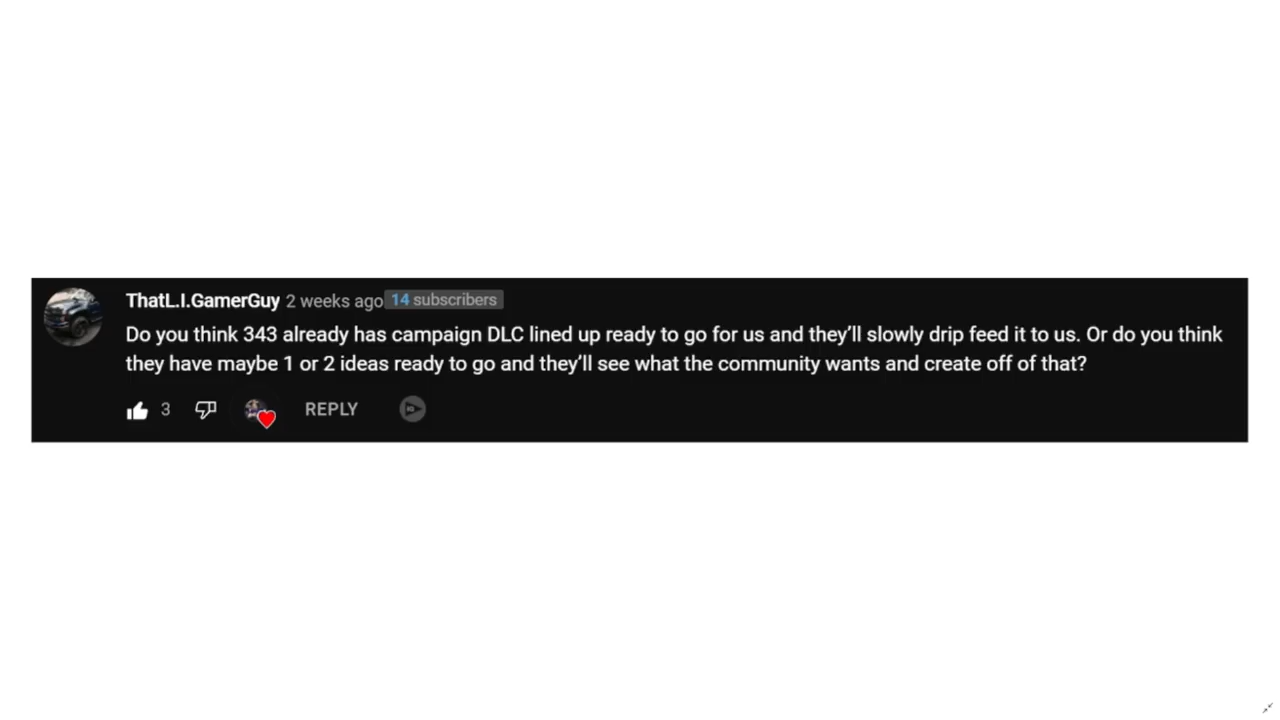 ThatL.I.GamerGuy 2 weeks ago 14 subscribers
Do you think 343 already has campaign DLC lined up ready to go for us and they'll slowly drip feed it to us. Or do you think
they have maybe 1 or 2 ideas ready to go and they'll see what the community wants and create off of that?
3 REPLY